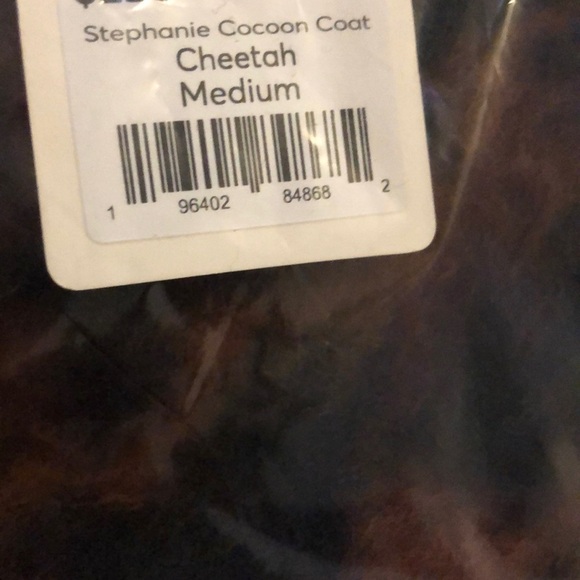 Stephanie Cocoon Coat
Cheetah
Medium
1 96402 84868 2